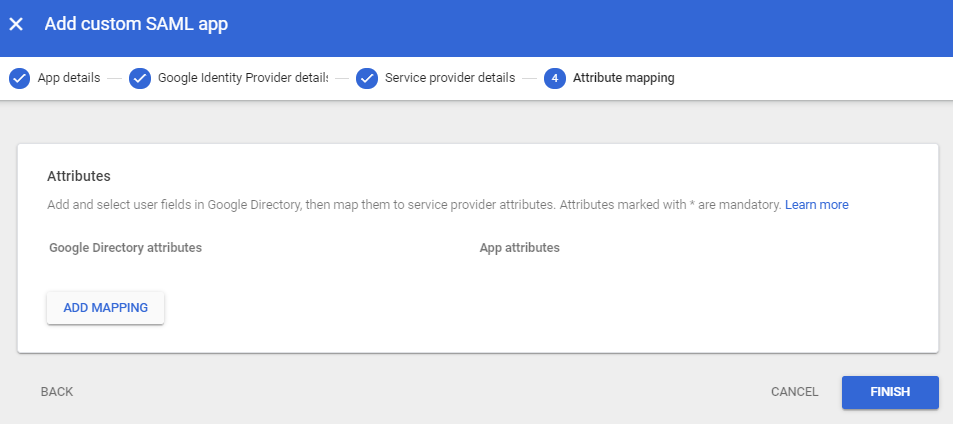 Add custom SAML app
App details
Google Identity Provider details
Service provider details
4 Attribute mapping
Attributes
Add and select user fields in Google Directory, then map them to service provider attributes. Attributes marked with * are mandatory. Learn more
Google Directory attributes App attributes
ADD MAPPING
BACK CANCEL FINISH